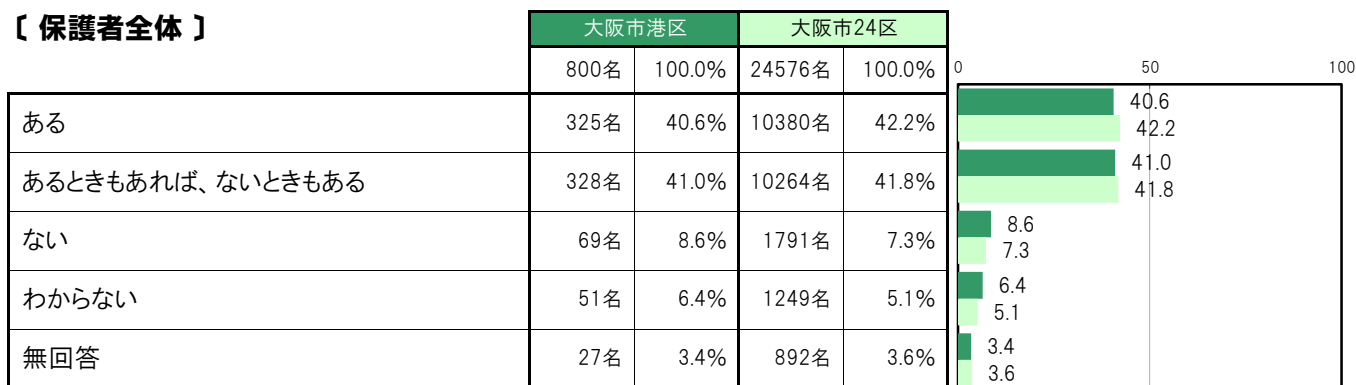 〔 保護者全体 〕
大阪市港区 大阪市24区
800名 100.0% 24576名 100.0% 0 50 100
ある 325名 40.6% 10380名 42.2% 40.6
42.2
あるときもあれば、ないときもある 328名 41.0% 10264名 41.8% 41.0
41.8
ない 69名 8.6% 1791名 7.3% 8.6
7.3
わからない 51名 6.4% 1249名 5.1% 6.4
5.1
無回答 27名 3.4% 892名 3.6% 3.4
3.6